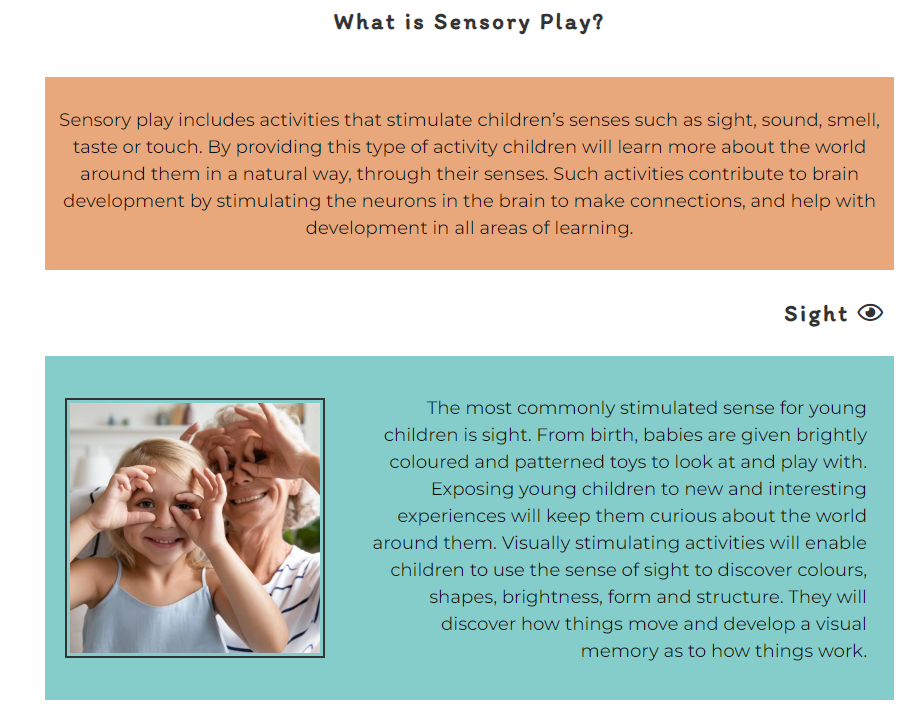 What is Sensory Play?
Sensory play includes activities that stimulate children's senses such as sight, sound, smell,
taste or touch. By providing this type of activity children will learn more about the world
around them in a natural way, through their senses. Such activities contribute to brain
development by stimulating the neurons in the brain to make connections, and help with
development in all areas of learning.
Sight
The most commonly stimulated sense for young
children is sight. From birth, babies are given brightly
coloured and patterned toys to look at and play with.
Exposing young children to new and interesting
experiences will keep them curious about the world
around them. Visually stimulating activities will enable
children to use the sense of sight to discover colours,
shapes, brightness, form and structure. They will
discover how things move and develop a visual
memory as to how things work.